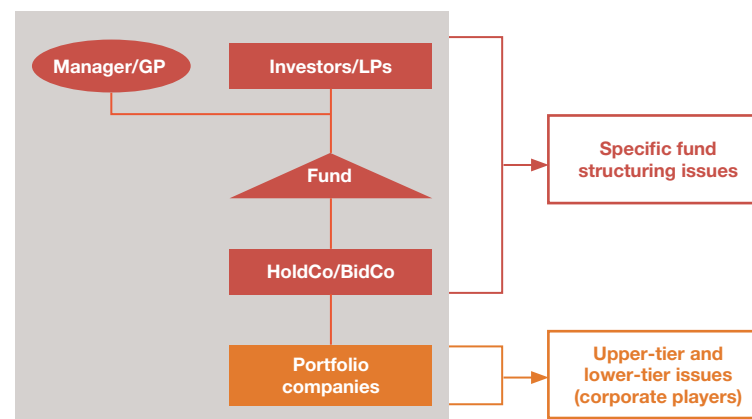 Manager/GP
Investors/LPs
Fund
HoldCo/BidCo
Portfolio
companies
Specific fund
structuring issues
Upper-tier and
lower-tier issues
(corporate players)